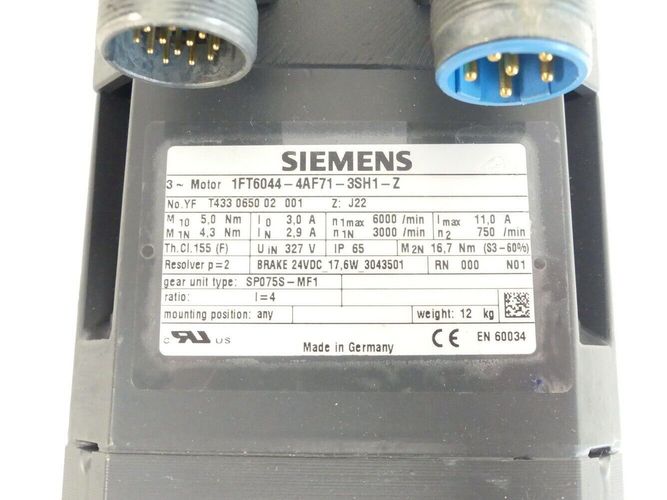 SIEMENS
3~ Motor 1FT6044-4AF71-3SH1-Z
No.YF T433 0650 02 001 Z: J22
M10 5,0 Nm I0 3,0 A n1max 6000 /min Imax 11,0 A
M1N 4,3 Nm IN 2,9 A n1N 3000 /min n2 750 /min
Th.Cl.155 (F) UIN 327 V IP 65 M2N 16,7 Nm (S3-60%)
Resolver p=2 BRAKE 24VDC_17,6W_3043501 RN 000 N01
gear unit type: SP075S-MF1
ratio: I=4
mounting position: any weight: 12 kg
c RU US Made in Germany CE EN 60034